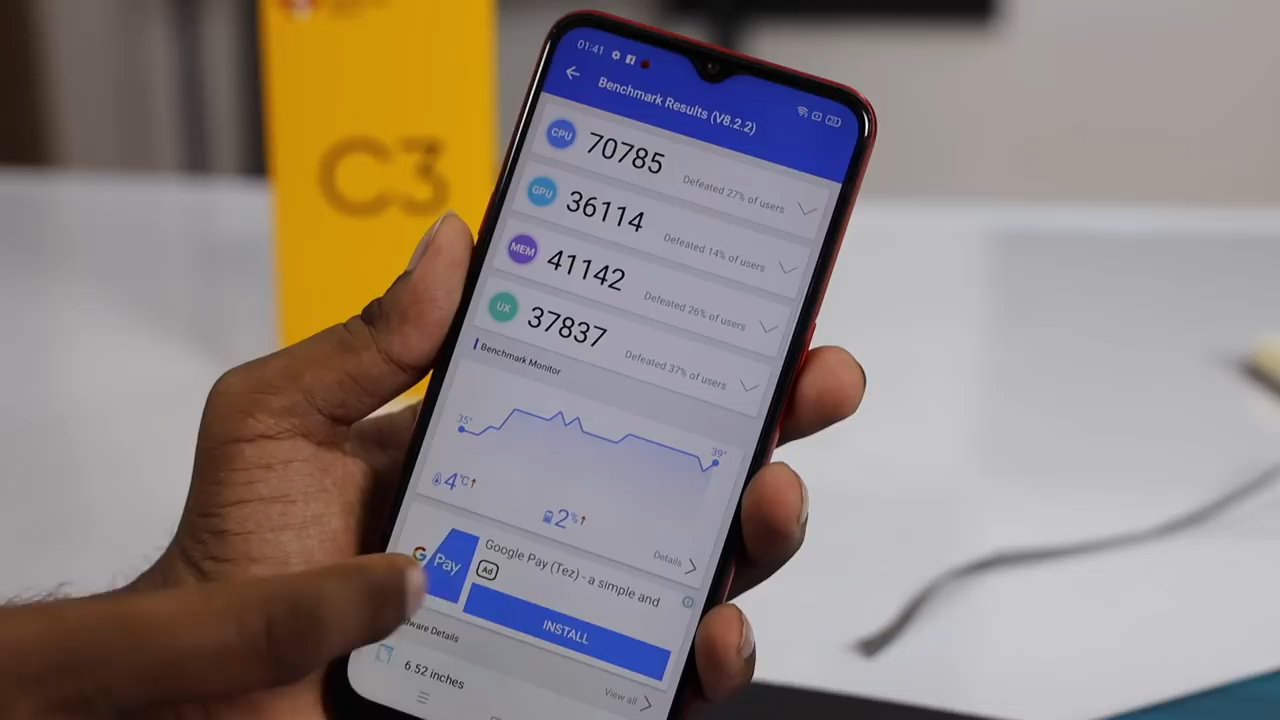 C3
01:41
Benchmark Results (V8.2.2)
CPU 70785 Defeated 27% of users
GPU 36114 Defeated 14% of users
MEM 41142 Defeated 26% of users
UX 37837 Defeated 37% of users
Benchmark Monitor
35°
39°
4°C↑
2%↑
Details
G Pay
Google Pay (Tez) - a simple and
Ad
INSTALL
dware Details
6.52 inches
View all